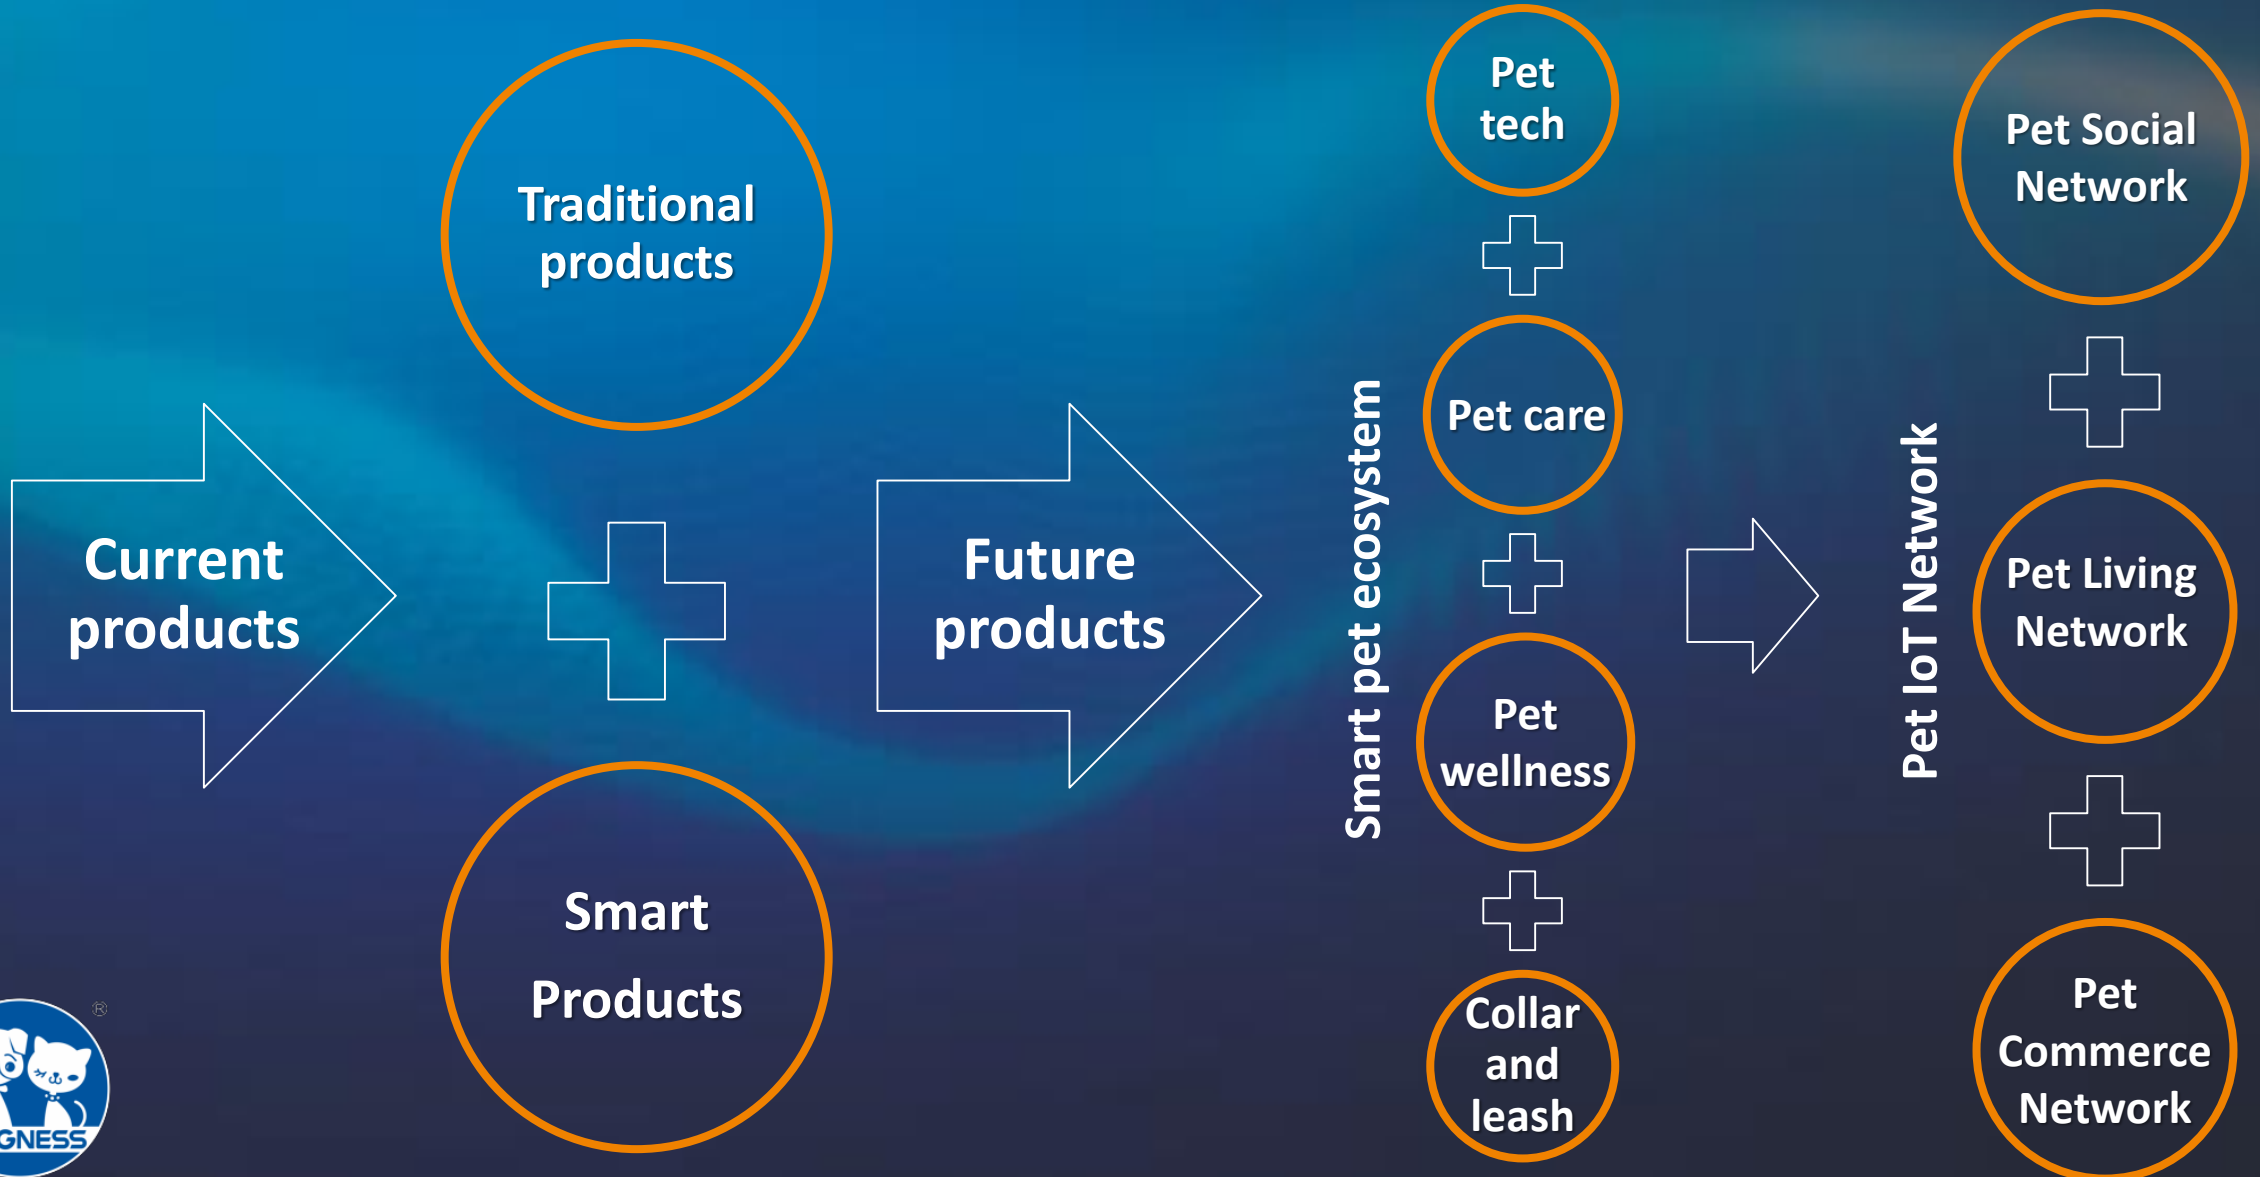 Current
products
Traditional
products
Smart
Products
Future
products
Smart pet ecosystem
Pet
tech
Pet care
Pet
wellness
Collar
and
leash
Pet IoT Network
Pet Social
Network
Pet Living
Network
Pet
Commerce
Network
®
GNESS